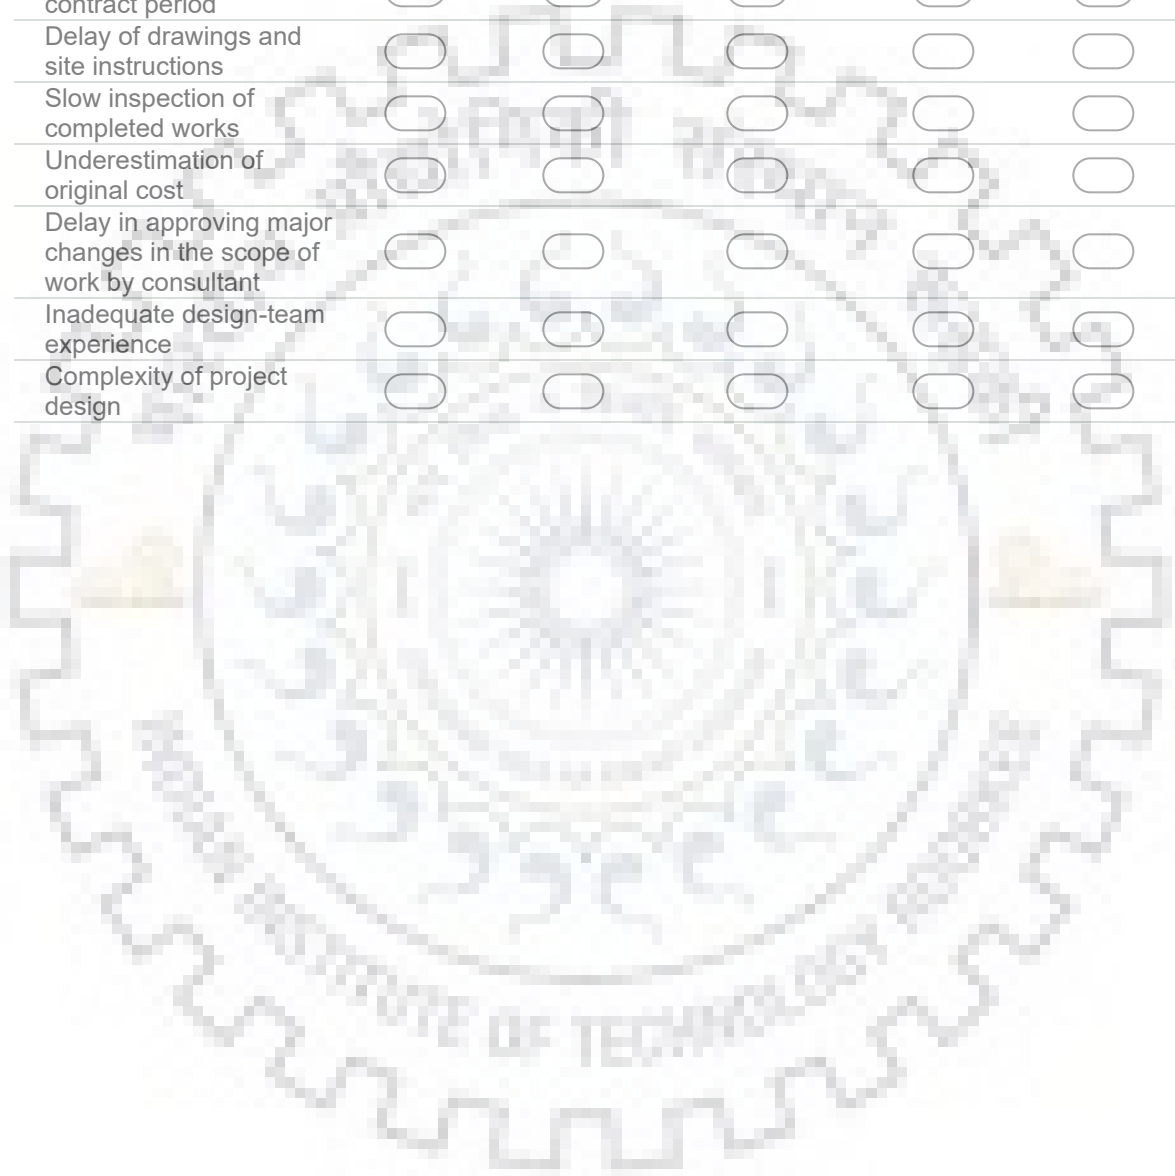 contract period
Delay of drawings and
site instructions
Slow inspection of
completed works
Underestimation of
original cost
Delay in approving major
changes in the scope of
work by consultant
Inadequate design-team
experience
Complexity of project
design
INSTITUTE OF TECHNOLOGY